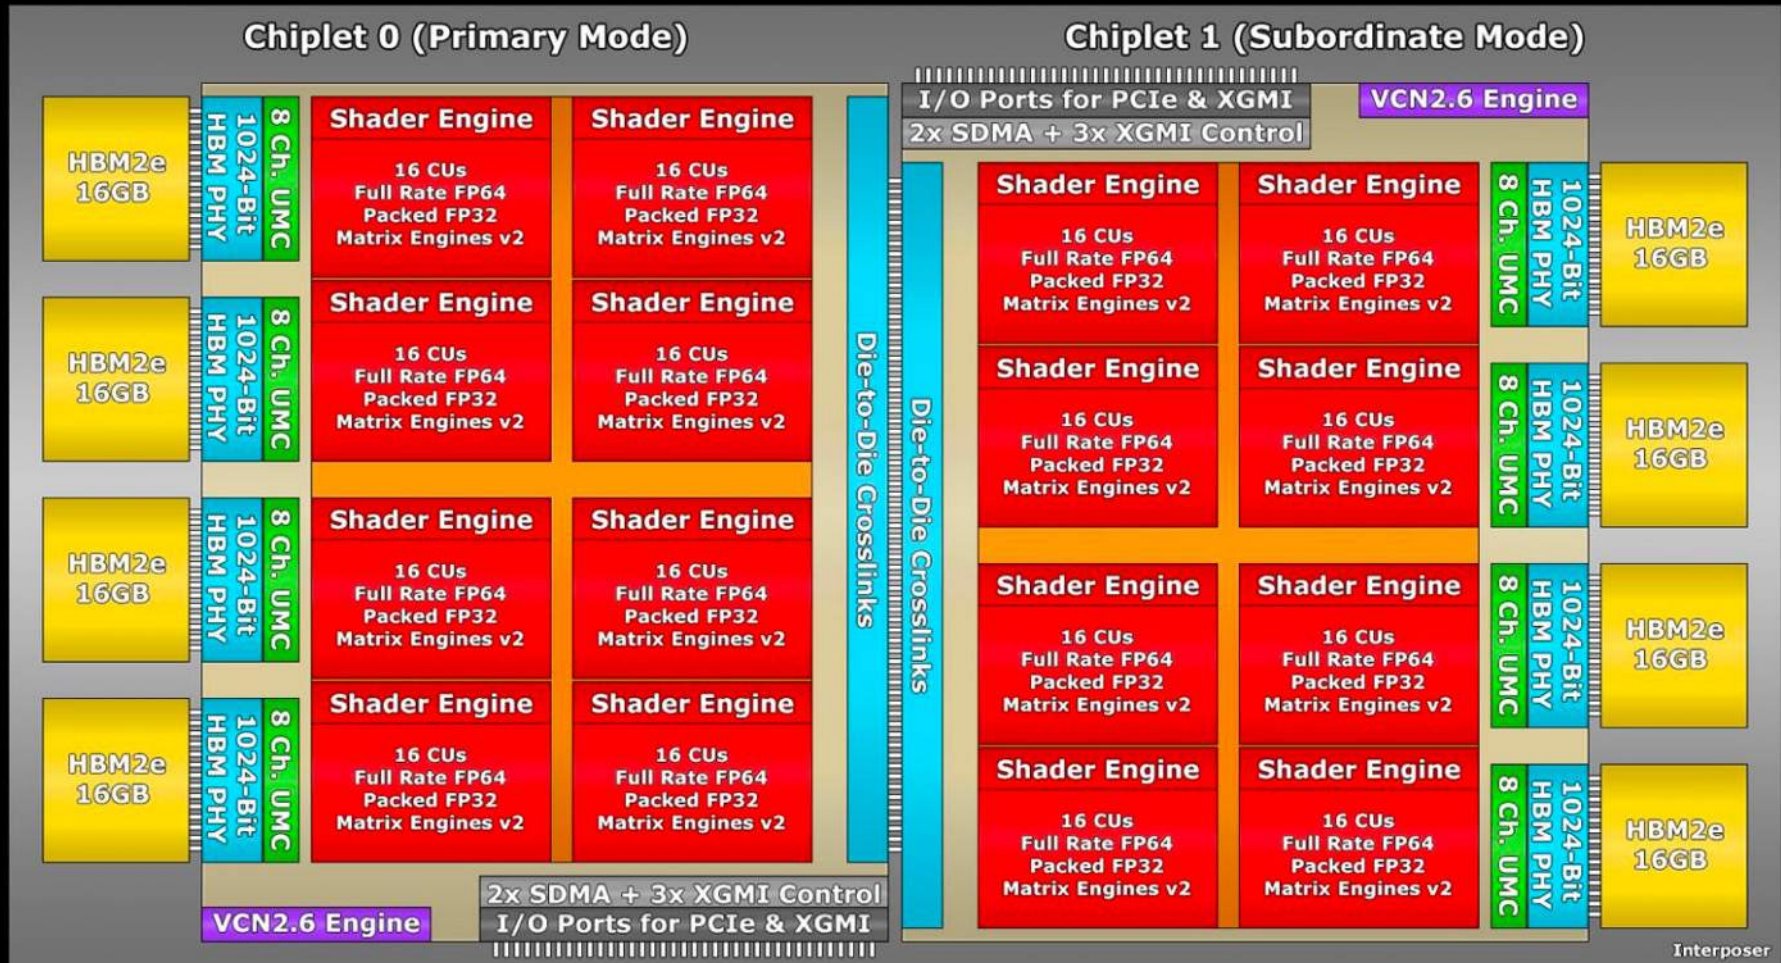 Chiplet 0 (Primary Mode)
HBM2e
16GB
1024-Bit
HBM PHY
8 Ch. UMC
HBM2e
16GB
1024-Bit
HBM PHY
8 Ch. UMC
HBM2e
16GB
1024-Bit
HBM PHY
8 Ch. UMC
HBM2e
16GB
1024-Bit
HBM PHY
8 Ch. UMC
Shader Engine
16 CUs
Full Rate FP64
Packed FP32
Matrix Engines v2
Shader Engine
16 CUs
Full Rate FP64
Packed FP32
Matrix Engines v2
Shader Engine
16 CUs
Full Rate FP64
Packed FP32
Matrix Engines v2
Shader Engine
16 CUs
Full Rate FP64
Packed FP32
Matrix Engines v2
Shader Engine
16 CUs
Full Rate FP64
Packed FP32
Matrix Engines v2
Shader Engine
16 CUs
Full Rate FP64
Packed FP32
Matrix Engines v2
Shader Engine
16 CUs
Full Rate FP64
Packed FP32
Matrix Engines v2
Shader Engine
16 CUs
Full Rate FP64
Packed FP32
Matrix Engines v2
Die-to-Die Crosslinks
2x SDMA + 3x XGMI Control
VCN2.6 Engine
I/O Ports for PCIe & XGMI
Chiplet 1 (Subordinate Mode)
I/O Ports for PCIe & XGMI
VCN2.6 Engine
2x SDMA + 3x XGMI Control
Die-to-Die Crosslinks
Shader Engine
16 CUs
Full Rate FP64
Packed FP32
Matrix Engines v2
Shader Engine
16 CUs
Full Rate FP64
Packed FP32
Matrix Engines v2
Shader Engine
16 CUs
Full Rate FP64
Packed FP32
Matrix Engines v2
Shader Engine
16 CUs
Full Rate FP64
Packed FP32
Matrix Engines v2
Shader Engine
16 CUs
Full Rate FP64
Packed FP32
Matrix Engines v2
Shader Engine
16 CUs
Full Rate FP64
Packed FP32
Matrix Engines v2
Shader Engine
16 CUs
Full Rate FP64
Packed FP32
Matrix Engines v2
Shader Engine
16 CUs
Full Rate FP64
Packed FP32
Matrix Engines v2
8 Ch. UMC
1024-Bit
HBM PHY
HBM2e
16GB
8 Ch. UMC
1024-Bit
HBM PHY
HBM2e
16GB
8 Ch. UMC
1024-Bit
HBM PHY
HBM2e
16GB
8 Ch. UMC
1024-Bit
HBM PHY
HBM2e
16GB
Interposer